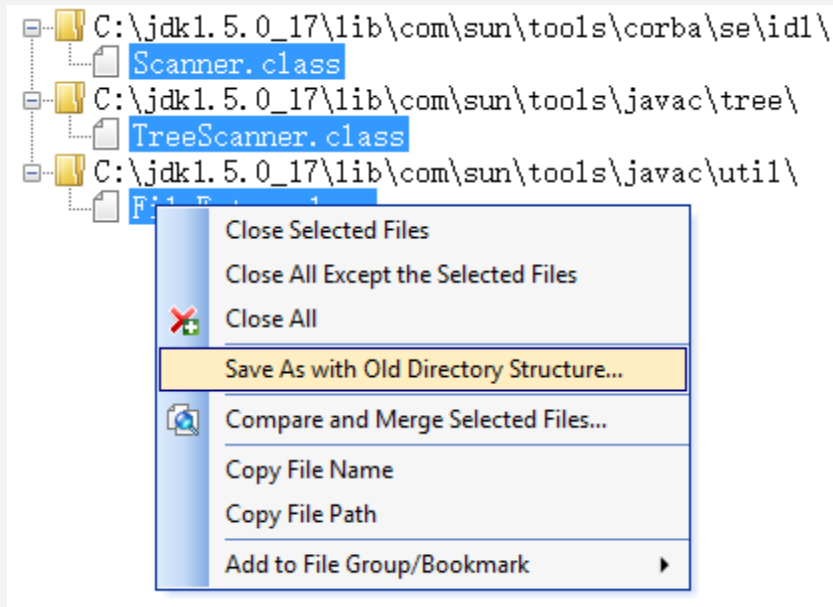 C:\jdk1.5.0_17\lib\com\sun\tools\corba\se\idl\
Scanner.class
C:\jdk1.5.0_17\lib\com\sun\tools\javac\tree\
TreeScanner.class
C:\jdk1.5.0_17\lib\com\sun\tools\javac\util\
Close Selected Files
Close All Except the Selected Files
Close All
Save As with Old Directory Structure...
Compare and Merge Selected Files...
Copy File Name
Copy File Path
Add to File Group/Bookmark